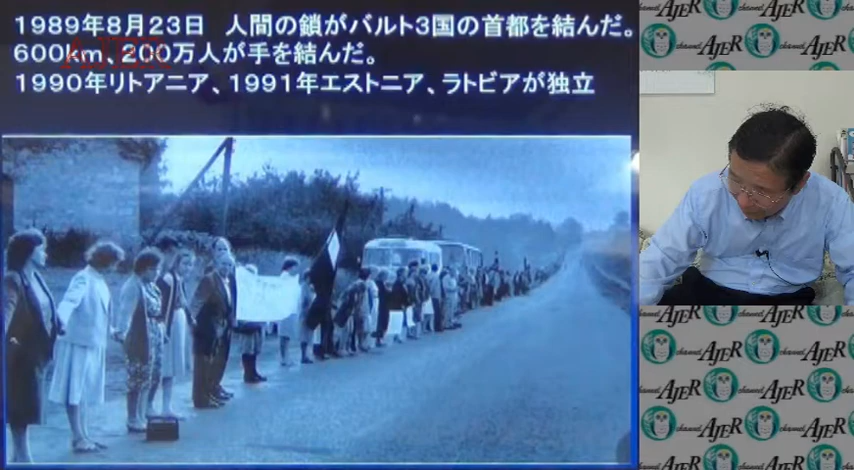 1989年8月23日　人間の鎖がバルト3国の首都を結んだ。
600km、200万人が手を結んだ。
1990年リトアニア、1991年エストニア、ラトビアが独立
AJER
channel AJER